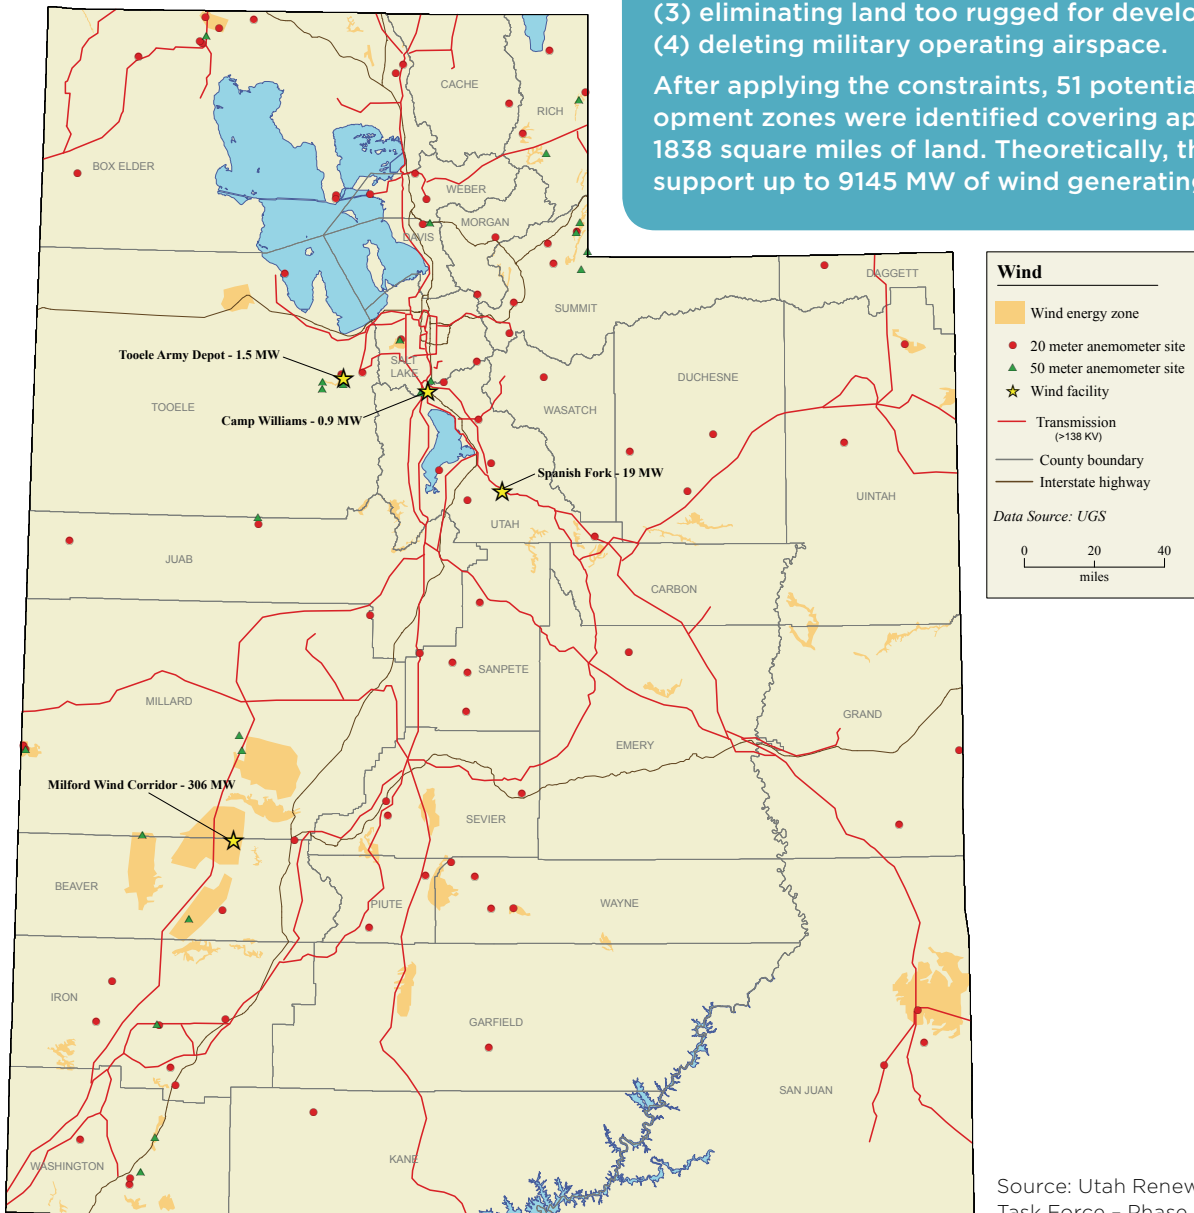 (3) eliminating land too rugged for develo
(4) deleting military operating airspace.
After applying the constraints, 51 potentia
opment zones were identified covering ap
1838 square miles of land. Theoretically, th
support up to 9145 MW of wind generating
CACHE
RICH
BOX ELDER
WEBER
MORGAN
DAVIS
SUMMIT
DAGGETT
Tooele Army Depot - 1.5 MW
SALT
LAKE
TOOELE
Camp Williams - 0.9 MW
WASATCH
DUCHESNE
Spanish Fork - 19 MW
UTAH
UINTAH
JUAB
CARBON
SANPETE
MILLARD
GRAND
EMERY
Milford Wind Corridor - 306 MW
SEVIER
BEAVER
PIUTE
WAYNE
IRON
GARFIELD
SAN JUAN
WASHINGTON
KANE
Wind
Wind energy zone
20 meter anemometer site
50 meter anemometer site
Wind facility
Transmission
(>138 KV)
County boundary
Interstate highway
Data Source: UGS
0 20 40
miles
Source: Utah Renew
Task Force – Phase